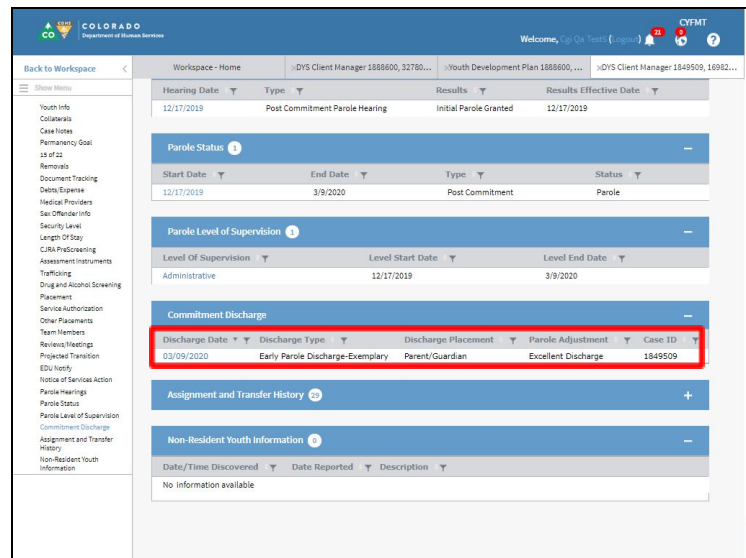 CDHS
CO
COLORADO
Department of Human Services
CYFMT
Welcome, Cgi Qa Test5 (Logout) 21 0 ?
Back to Workspace <
Workspace - Home
»DYS Client Manager 1888600, 32780...
»Youth Development Plan 1888600, ...
»DYS Client Manager 1849509, 16982...
Show Menu
Youth Info
Collaterals
Case Notes
Permanency Goal
15 of 22
Removals
Document Tracking
Debts/Expense
Medical Providers
Sex Offender Info
Security Level
Length Of Stay
CJRA PreScreening
Assessment Instruments
Trafficking
Drug and Alcohol Screening
Placement
Service Authorization
Other Placements
Team Members
Reviews/Meetings
Projected Transition
EDU Notify
Notice of Services Action
Parole Hearings
Parole Status
Parole Level of Supervision
Commitment Discharge
Assignment and Transfer
History
Non-Resident Youth
Information
Hearing Date Type Results Results Effective Date
12/17/2019 Post Commitment Parole Hearing Initial Parole Granted 12/17/2019
Parole Status 1 –
Start Date End Date Type Status
12/17/2019 3/9/2020 Post Commitment Parole
Parole Level of Supervision 1 –
Level Of Supervision Level Start Date Level End Date
Administrative 12/17/2019 3/9/2020
Commitment Discharge –
Discharge Date Discharge Type Discharge Placement Parole Adjustment Case ID
03/09/2020 Early Parole Discharge-Exemplary Parent/Guardian Excellent Discharge 1849509
Assignment and Transfer History 29 +
Non-Resident Youth Information 0 –
Date/Time Discovered Date Reported Description
No information available